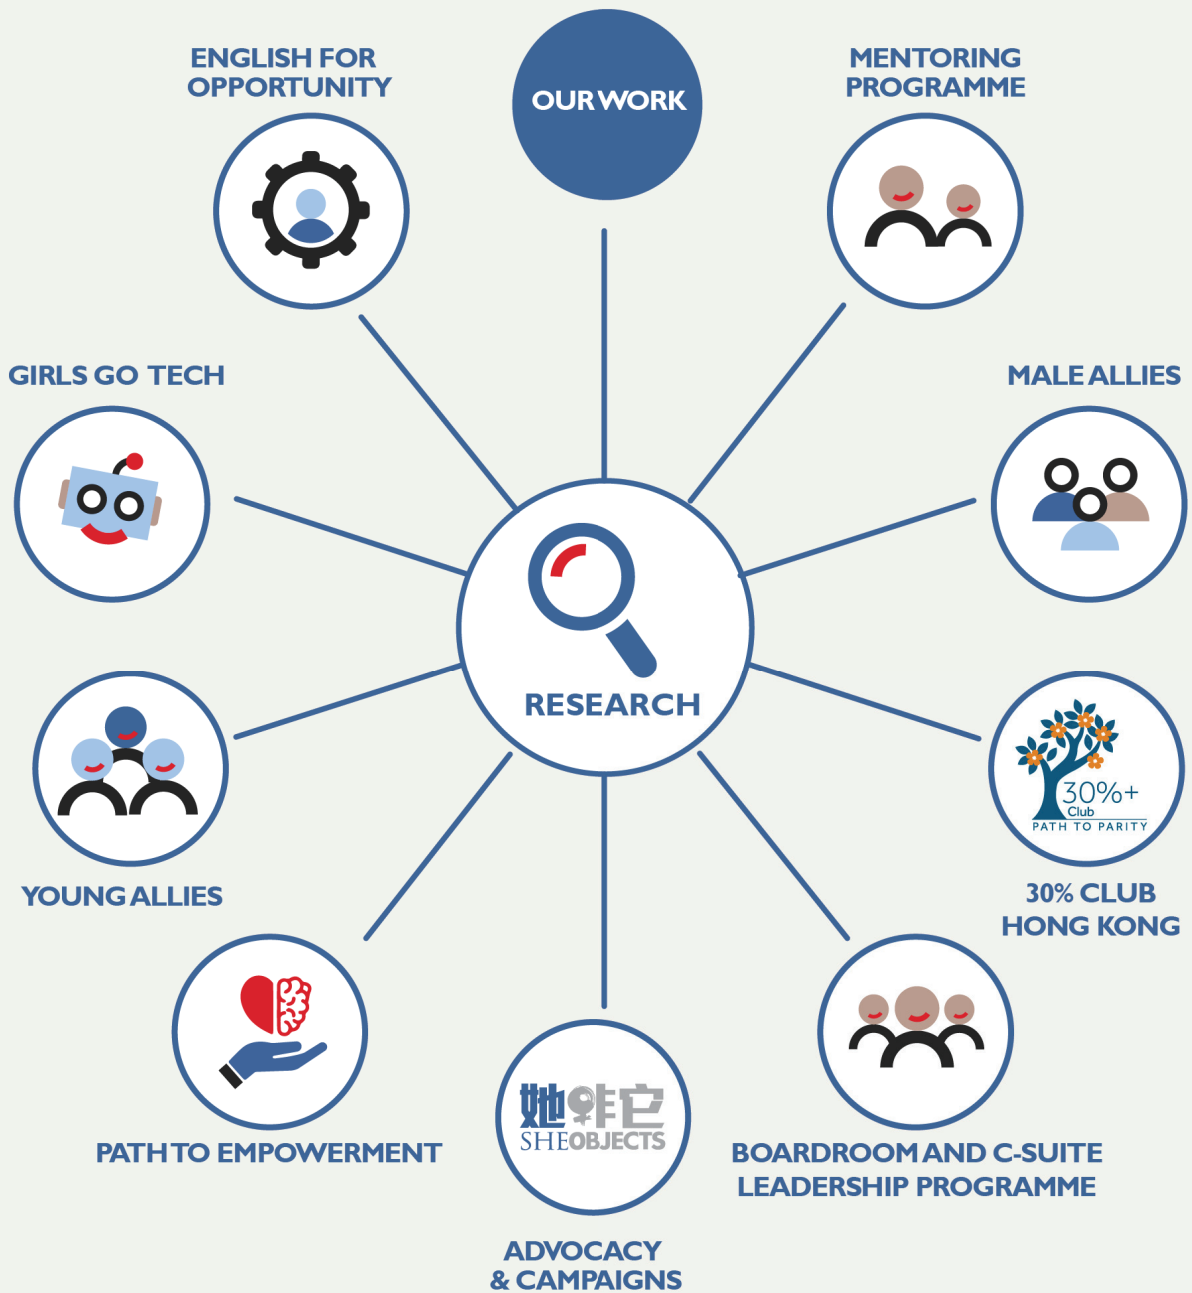 OUR WORK
ENGLISH FOR
OPPORTUNITY
MENTORING
PROGRAMME
GIRLS GO TECH
MALE ALLIES
RESEARCH
30%+
Club
PATH TO PARITY
YOUNG ALLIES
30% CLUB
HONG KONG
她非它
SHEOBJECTS
PATH TO EMPOWERMENT
BOARDROOM AND C-SUITE
LEADERSHIP PROGRAMME
ADVOCACY
& CAMPAIGNS